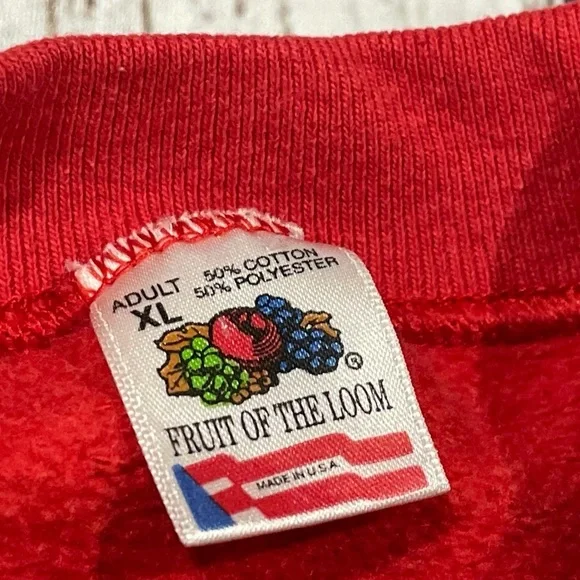 ADULT
XL
50% COTTON
50% POLYESTER
®
FRUIT OF THE LOOM
MADE IN U.S.A.